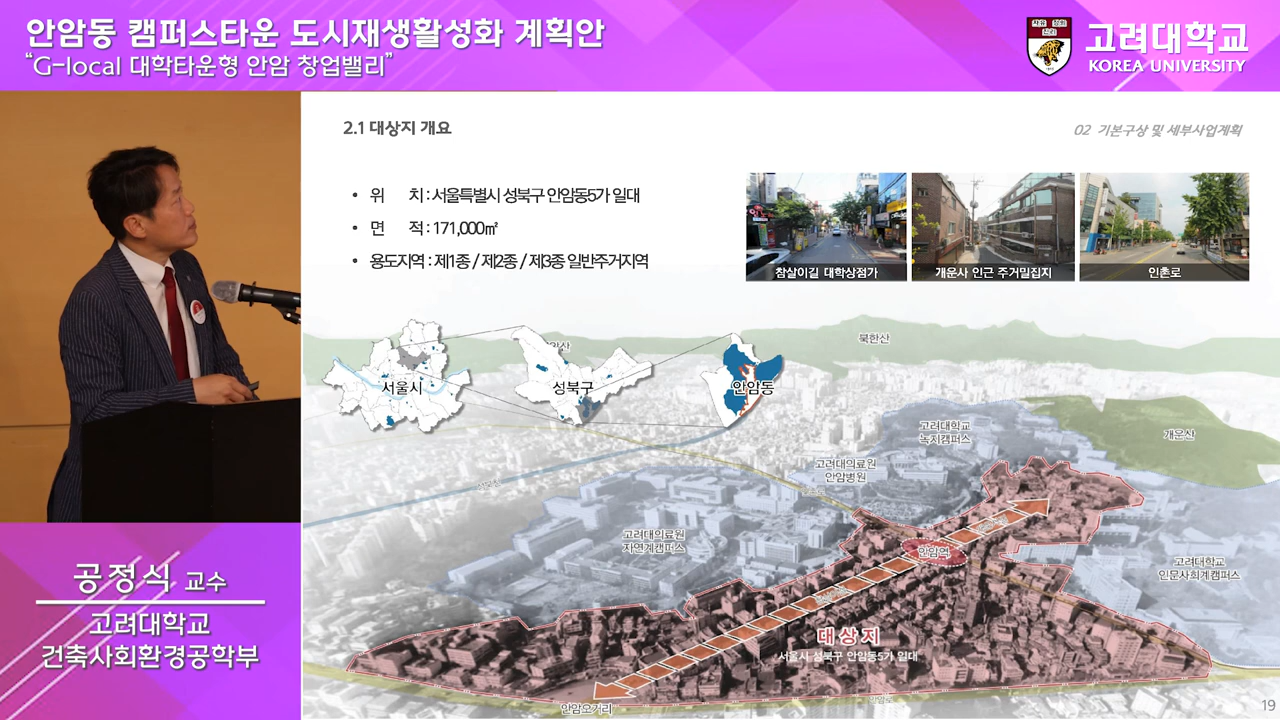 안암동 캠퍼스타운 도시재생활성화 계획안
“G-local 대학타운형 안암 창업밸리”
고려대학교
KOREA UNIVERSITY
2.1 대상지 개요
02 기본구상 및 세부사업계획
• 위 치 : 서울특별시 성북구 안암동5가 일대
• 면 적 : 171,000㎡
• 용도지역 : 제1종 / 제2종 / 제3종 일반주거지역
참살이길 대학상점가
개운사 인근 주거밀집지
인촌로
북한산
서울시
성북구
안암동
고려대학교
녹지캠퍼스
개운산
고려대의료원
안암병원
고려대의료원
자연계캠퍼스
안암역
고려대학교
인문사회계캠퍼스
대상지
서울시 성북구 안암동5가 일대
안암오거리
공정식 교수
고려대학교
건축사회환경공학부
19